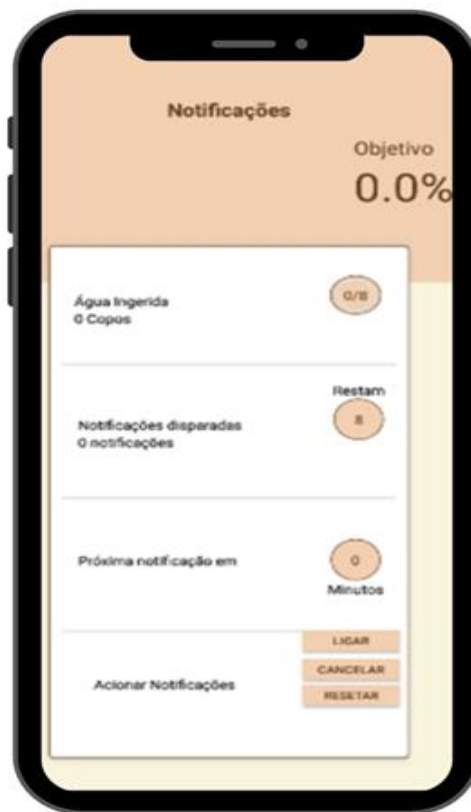 Notificações
Objetivo
0.0%
Água Ingerida
0 Copos
0/8
Restam
Notificações disparadas
0 notificações
8
Próxima notificação em
0
Minutos
Acionar Notificações
LIGAR
CANCELAR
RESETAR